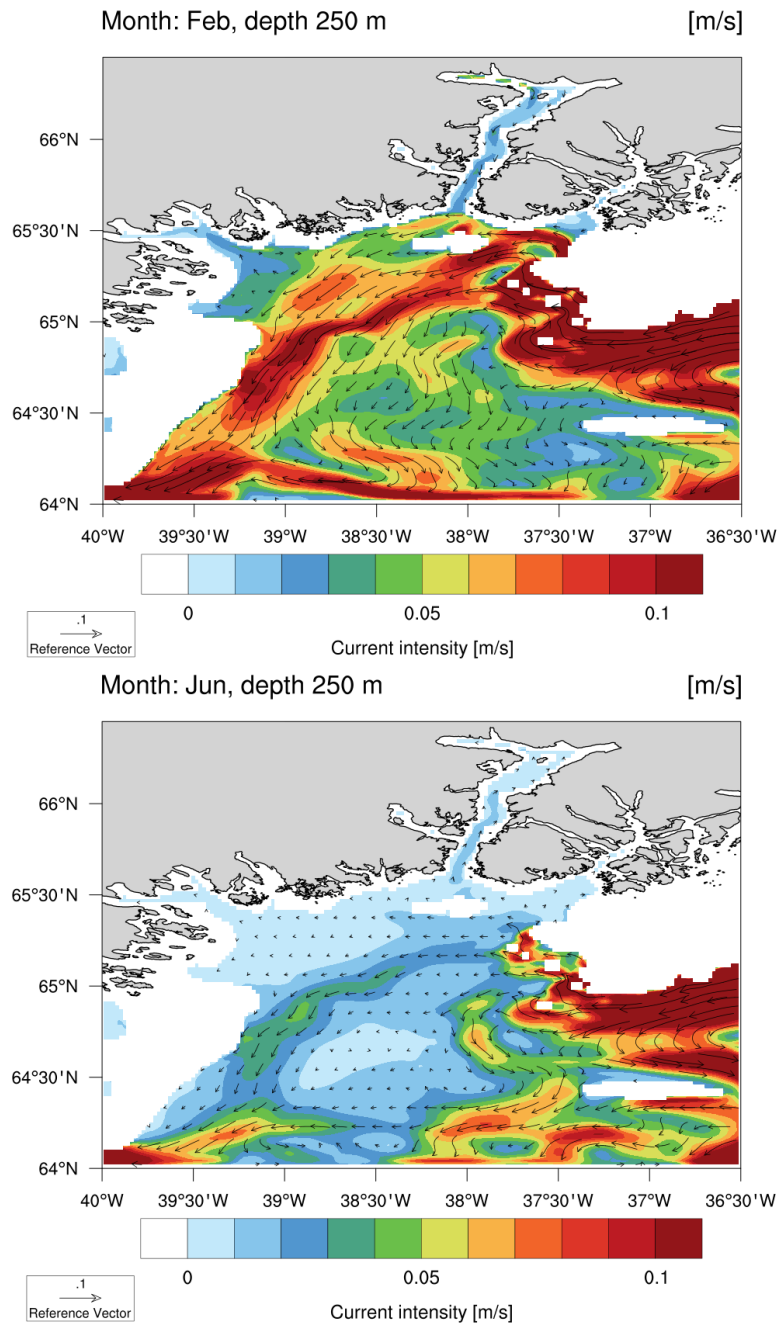 Month: Feb, depth 250 m [m/s]
66°N
65°30'N
65°N
64°30'N
64°N
40°W 39°30'W 39°W 38°30'W 38°W 37°30'W 37°W 36°30'W
0 0.05 0.1
.1
Reference Vector
Current intensity [m/s]
Month: Jun, depth 250 m [m/s]
66°N
65°30'N
65°N
64°30'N
64°N
40°W 39°30'W 39°W 38°30'W 38°W 37°30'W 37°W 36°30'W
0 0.05 0.1
.1
Reference Vector
Current intensity [m/s]